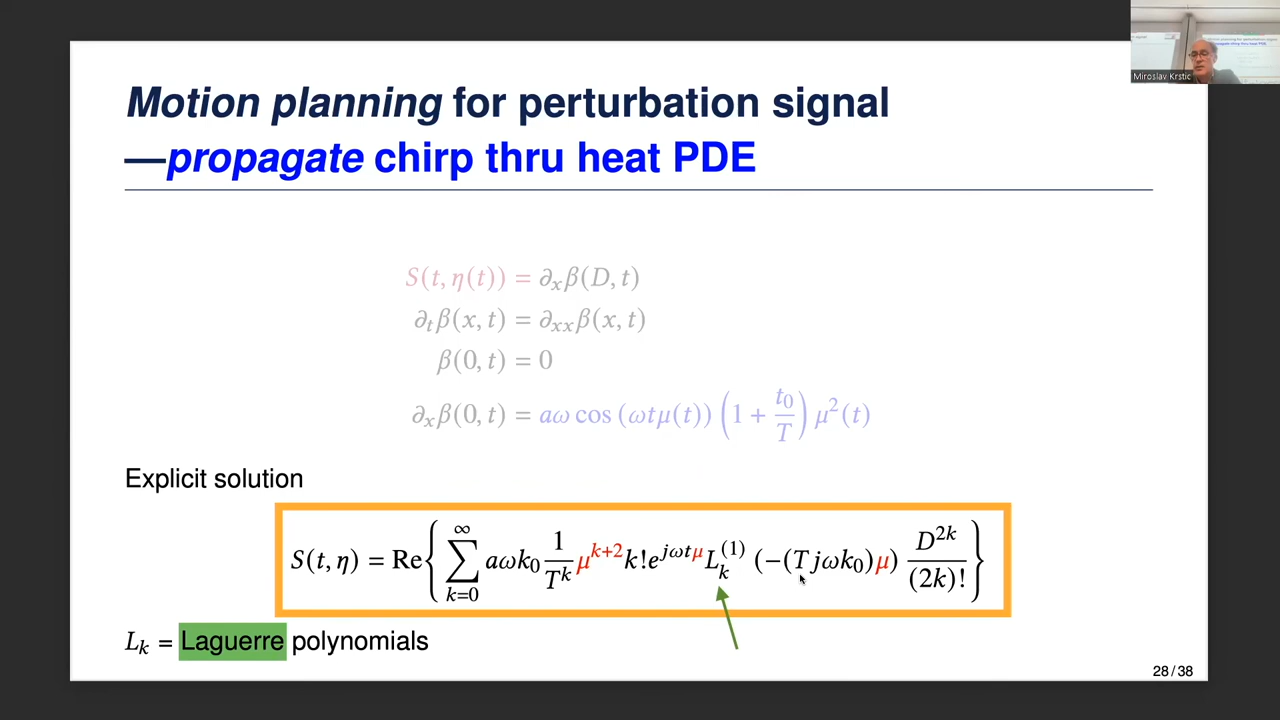 Motion planning for perturbation signal
—propagate chirp thru heat PDE
Miroslav Krstic
S(t, η(t)) = ∂ₓβ(D, t)
∂ₜβ(x, t) = ∂ₓₓβ(x, t)
β(0, t) = 0
∂ₓβ(0, t) = aω cos (ωtμ(t)) (1 + t₀/T) μ²(t)
Explicit solution
S(t, η) = Re{ ∑_{k=0}^{∞} aωk₀ 1/T^k μ^{k+2} k! e^{jωtμ} L_k^{(1)} (−(Tjωk₀)μ) D^{2k}/(2k)! }
L_k = Laguerre polynomials
28 / 38